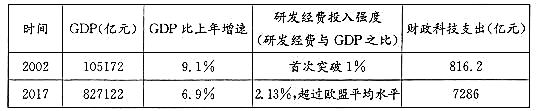 时间 GDP(亿元) GDP比上年增速 研发经费投入强度 财政科技支出(亿元)
(研发经费与GDP之比)
2002 105172 9.1% 首次突破1% 816.2
2017 827122 6.9% 2.13%,超过欧盟平均水平 7286